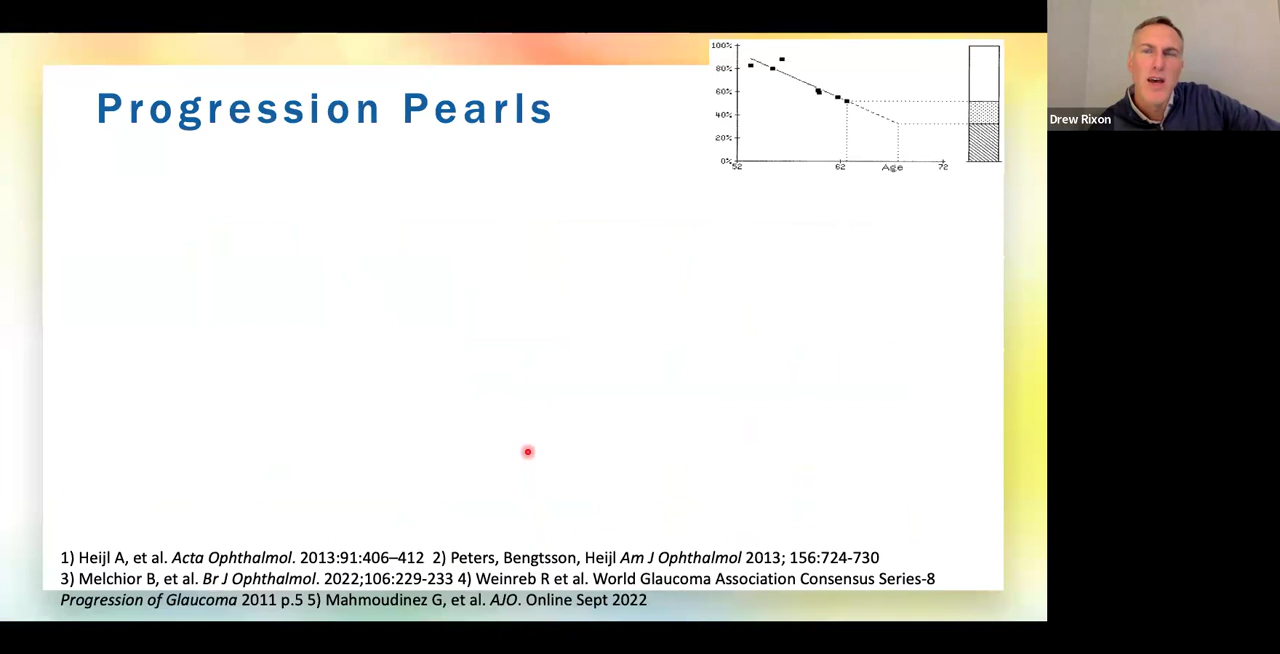 Progression Pearls
100%
80%
60%
40%
20%
0%
52
62
Age
72
Drew Rixon
1) Heijl A, et al. Acta Ophthalmol. 2013:91:406–412 2) Peters, Bengtsson, Heijl Am J Ophthalmol 2013; 156:724-730
3) Melchior B, et al. Br J Ophthalmol. 2022;106:229-233 4) Weinreb R et al. World Glaucoma Association Consensus Series-8
Progression of Glaucoma 2011 p.5 5) Mahmoudinez G, et al. AJO. Online Sept 2022